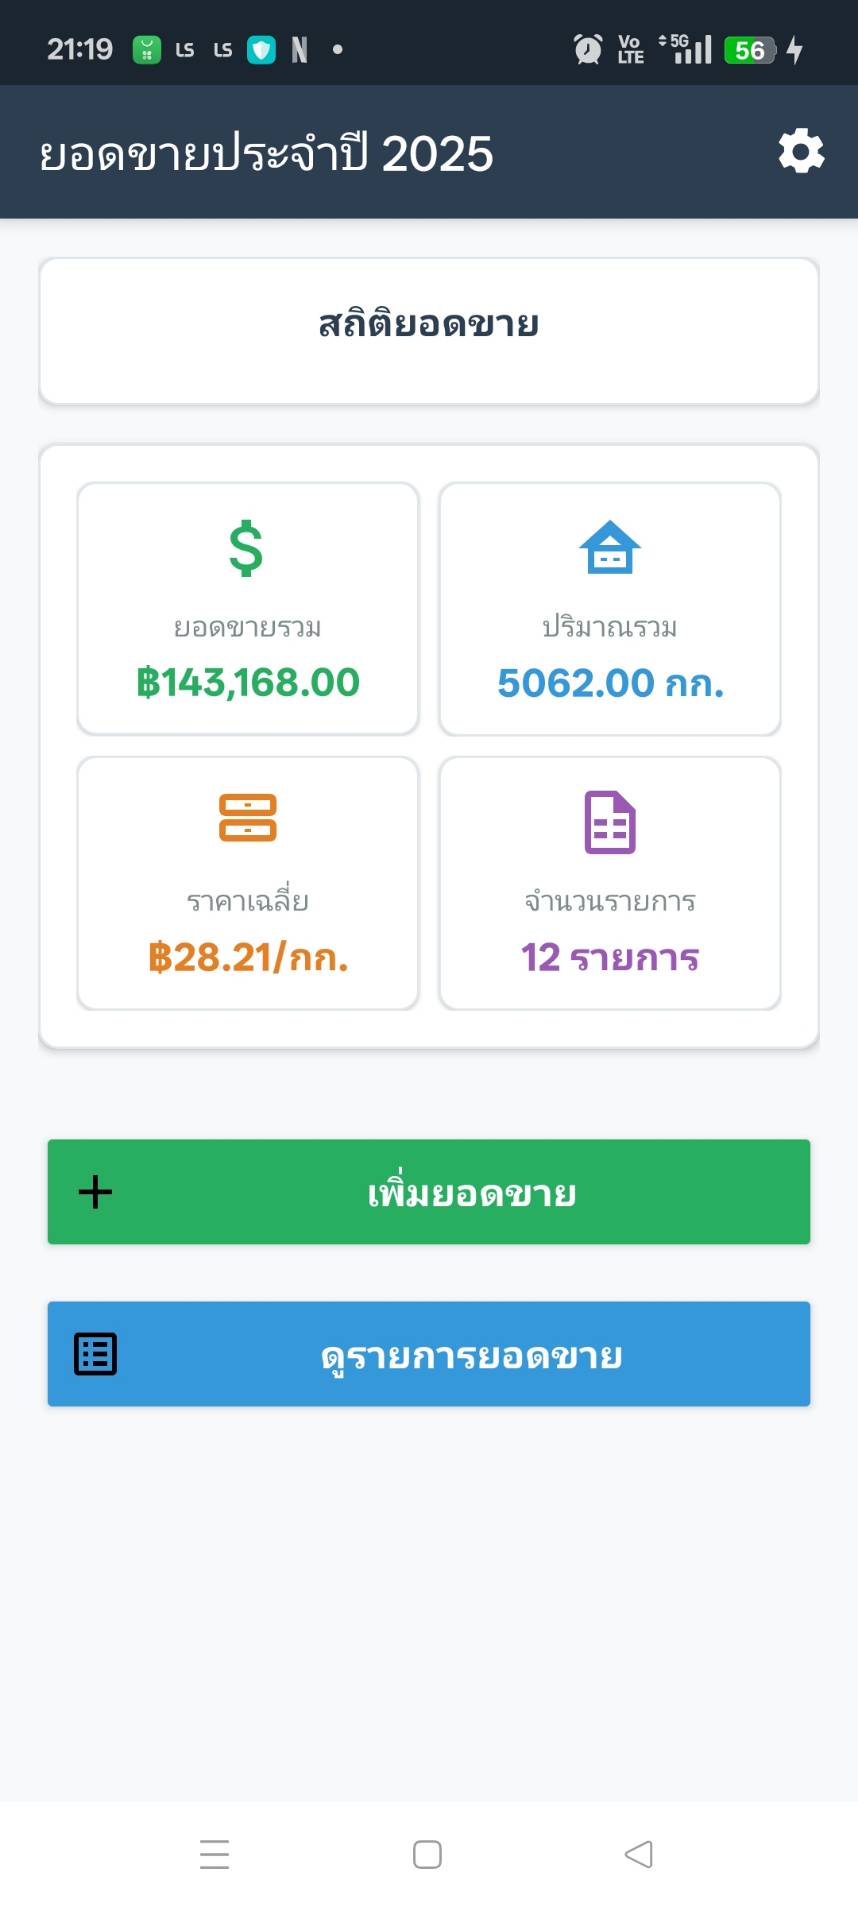 21:19 LS LS N Vo LTE 5G 56
ยอดขายประจำปี 2025
สถิติยอดขาย
ยอดขายรวม
฿143,168.00
ปริมาณรวม
5062.00 กก.
ราคาเฉลี่ย
฿28.21/กก.
จำนวนรายการ
12 รายการ
เพิ่มยอดขาย
ดูรายการยอดขาย